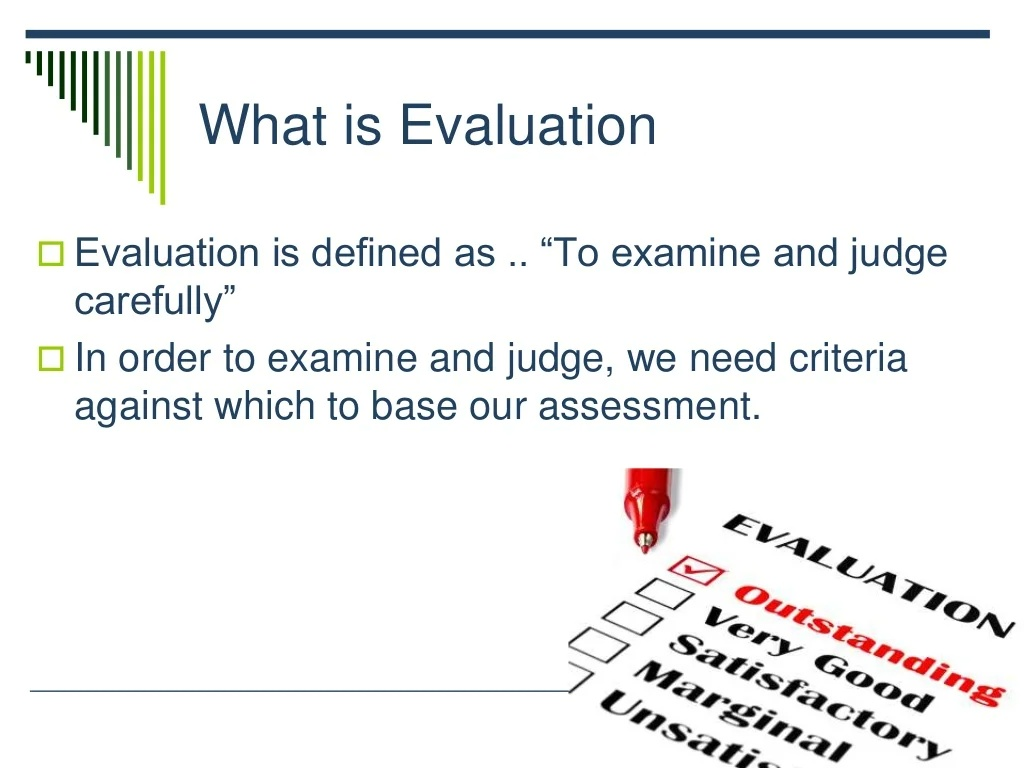 What is Evaluation
Evaluation is defined as .. “To examine and judge
carefully”
In order to examine and judge, we need criteria
against which to base our assessment.
EVALUATION
Outstanding
Very Good
Satisfactory
Marginal